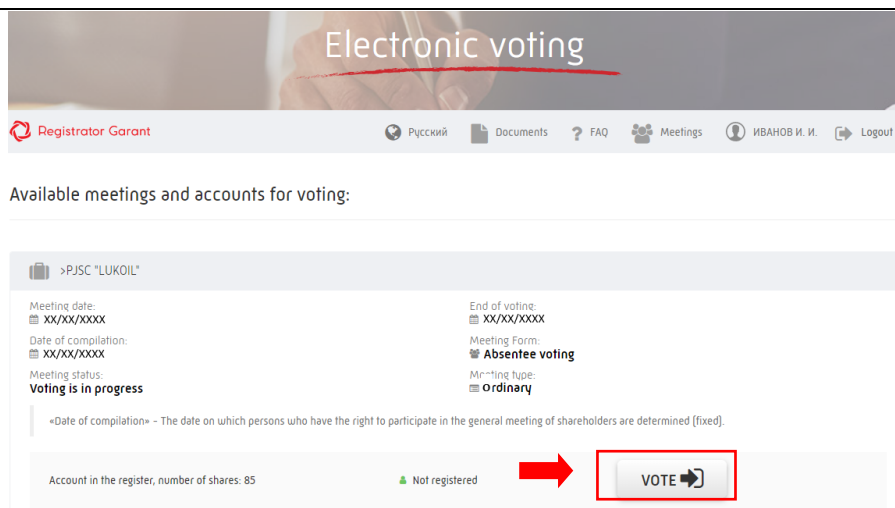 Electronic voting
Registrator Garant Русский Documents ? FAQ Meetings ИВАНОВ И. И. Logout
Available meetings and accounts for voting:
>PJSC "LUKOIL"
Meeting date: End of voting:
XX/XX/XXXX XX/XX/XXXX
Date of compilation: Meeting Form:
XX/XX/XXXX Absentee voting
Meeting status: Meeting type:
Voting is in progress Ordinary
«Date of compilation» - The date on which persons who have the right to participate in the general meeting of shareholders are determined (fixed).
Account in the register, number of shares: 85 Not registered VOTE